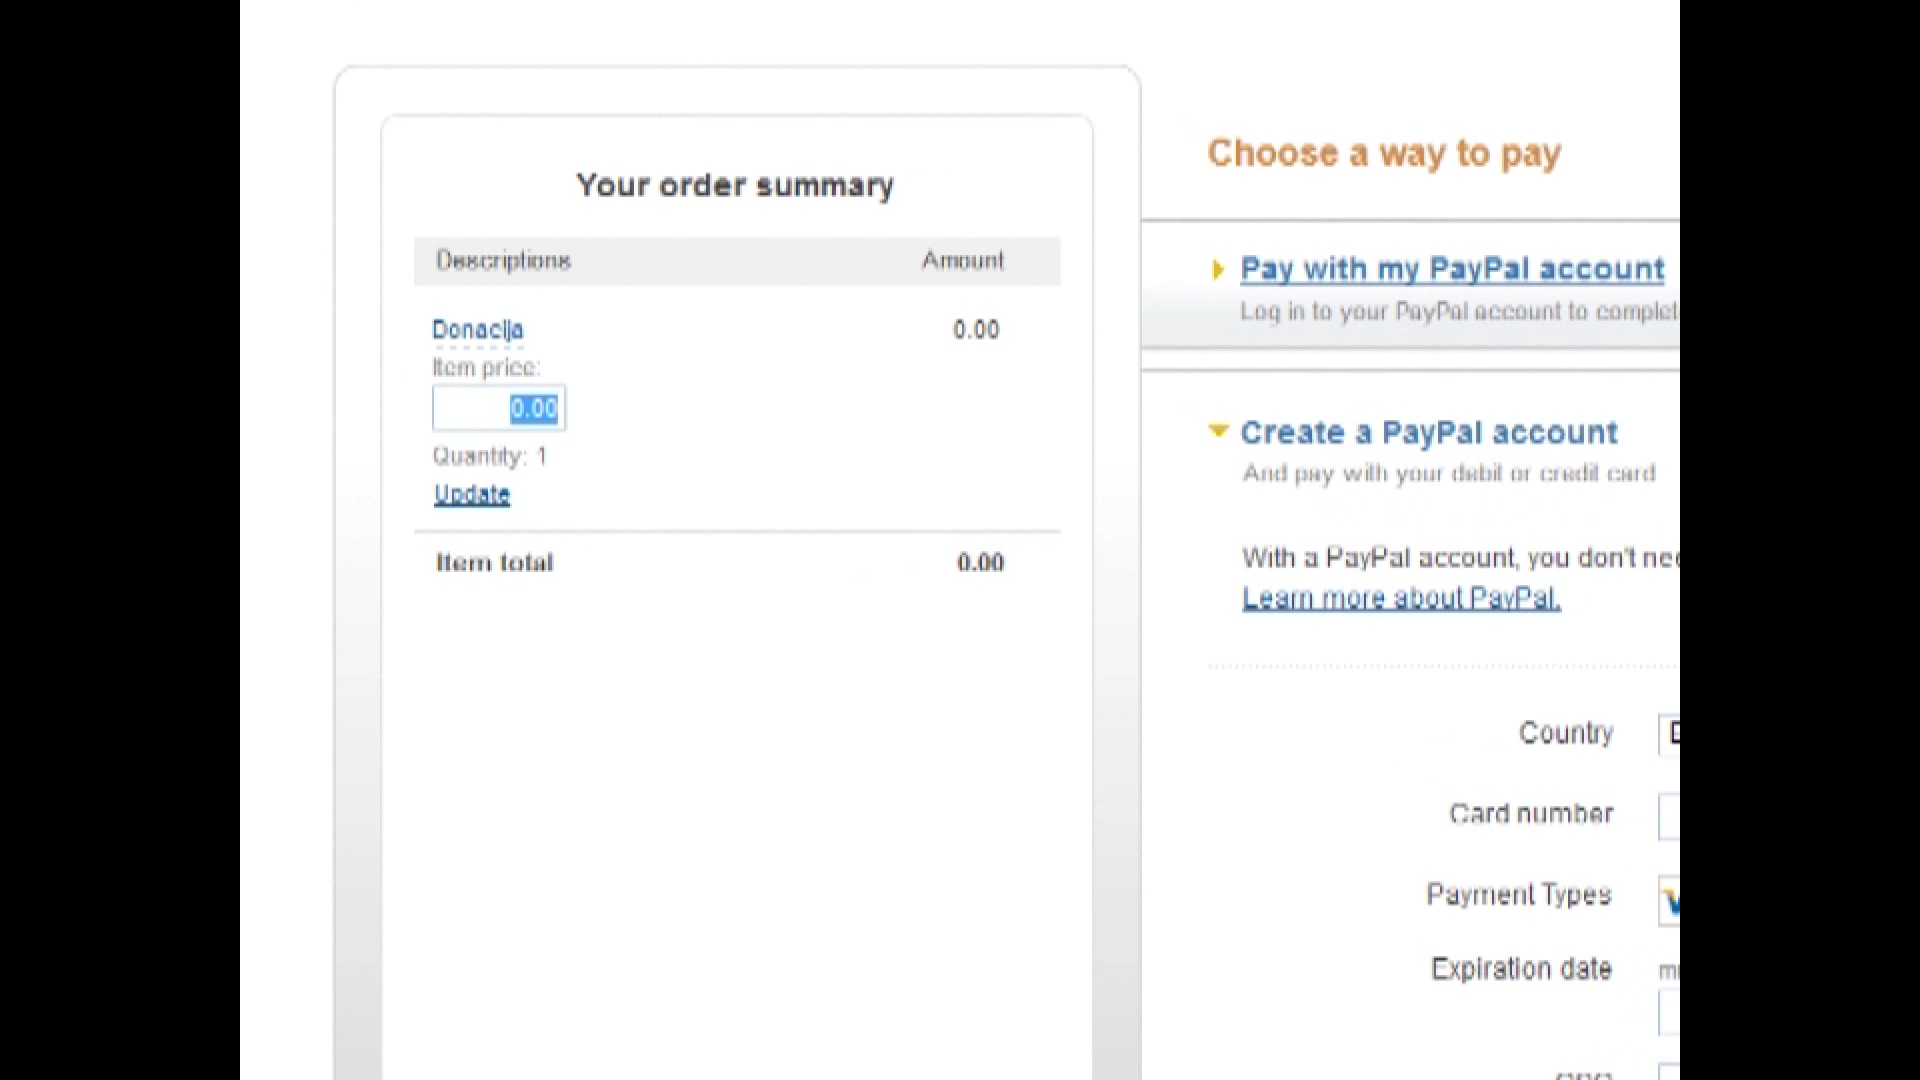 Your order summary
Descriptions Amount
Donacija 0.00
Item price:
0.00
Quantity: 1
Update
Item total 0.00
Choose a way to pay
Pay with my PayPal account
Log in to your PayPal account to complet
Create a PayPal account
And pay with your debit or credit card
With a PayPal account, you don't nee
Learn more about PayPal.
Country
Card number
Payment Types
Expiration date